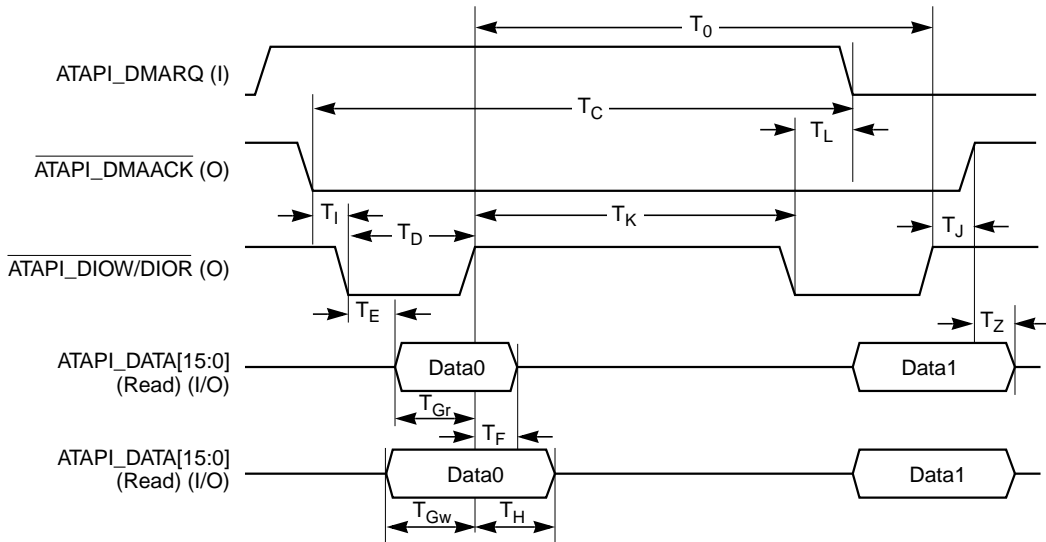 T0
ATAPI_DMARQ (I)
TC
TL
ATAPI_DMAACK (O)
TI
TD
TK
TJ
ATAPI_DIOW/DIOR (O)
TE
TZ
ATAPI_DATA[15:0]
(Read) (I/O)
Data0
Data1
TGr
TF
ATAPI_DATA[15:0]
(Read) (I/O)
Data0
Data1
TGw
TH